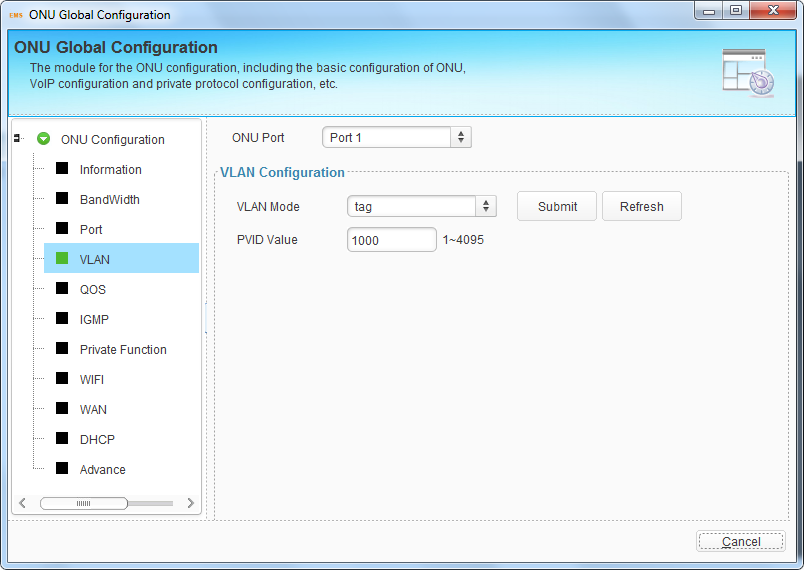 EMS ONU Global Configuration
ONU Global Configuration
The module for the ONU configuration, including the basic configuration of ONU,
VoIP configuration and private protocol configuration, etc.
ONU Configuration
Information
BandWidth
Port
VLAN
QOS
IGMP
Private Function
WIFI
WAN
DHCP
Advance
ONU Port Port 1
VLAN Configuration
VLAN Mode tag Submit Refresh
PVID Value 1000 1~4095
Cancel